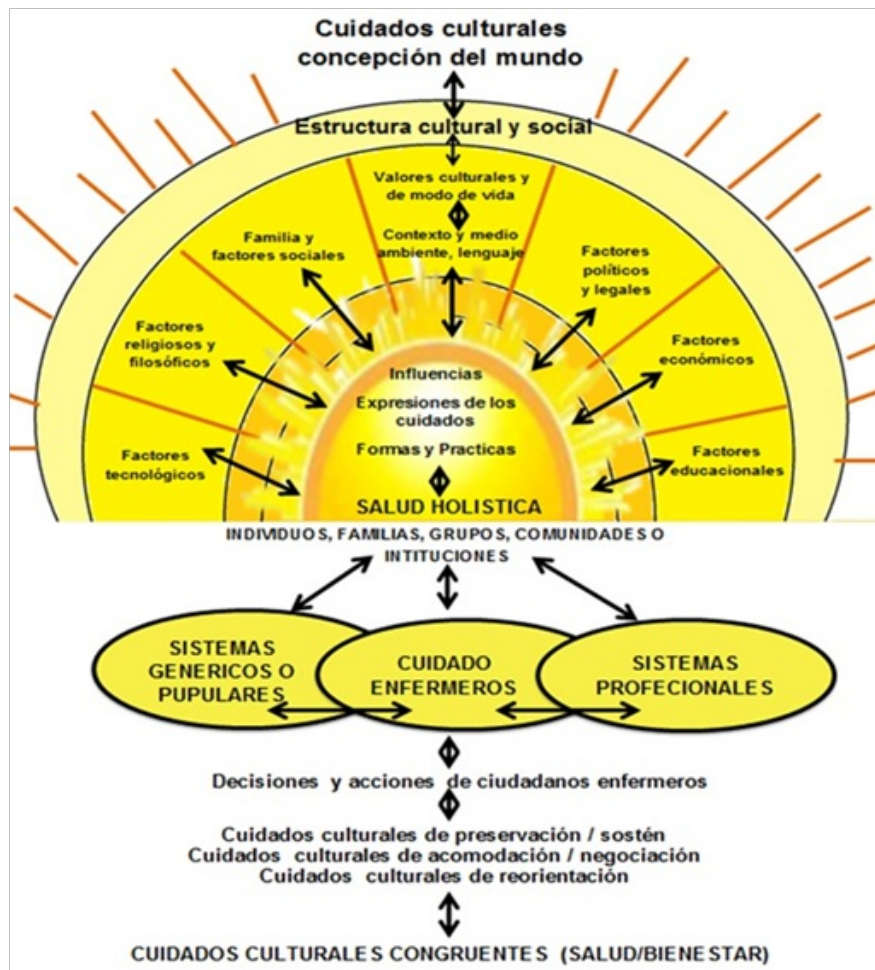 Cuidados culturales
concepción del mundo
Estructura cultural y social
Valores culturales y
de modo de vida
Contexto y medio
ambiente, lenguaje
Familia y
factores sociales
Factores
políticos
y legales
Factores
religiosos y
filosóficos
Factores
económicos
Factores
tecnológicos
Factores
educacionales
Influencias
Expresiones de los
cuidados
Formas y Practicas
SALUD HOLISTICA
INDIVIDUOS, FAMILIAS, GRUPOS, COMUNIDADES O
INTITUCIONES
SISTEMAS
GENERICOS O
PUPULARES
CUIDADO
ENFERMEROS
SISTEMAS
PROFECIONALES
Decisiones y acciones de ciudadanos enfermeros
Cuidados culturales de preservación / sostén
Cuidados culturales de acomodación / negociación
Cuidados culturales de reorientación
CUIDADOS CULTURALES CONGRUENTES (SALUD/BIENESTAR)